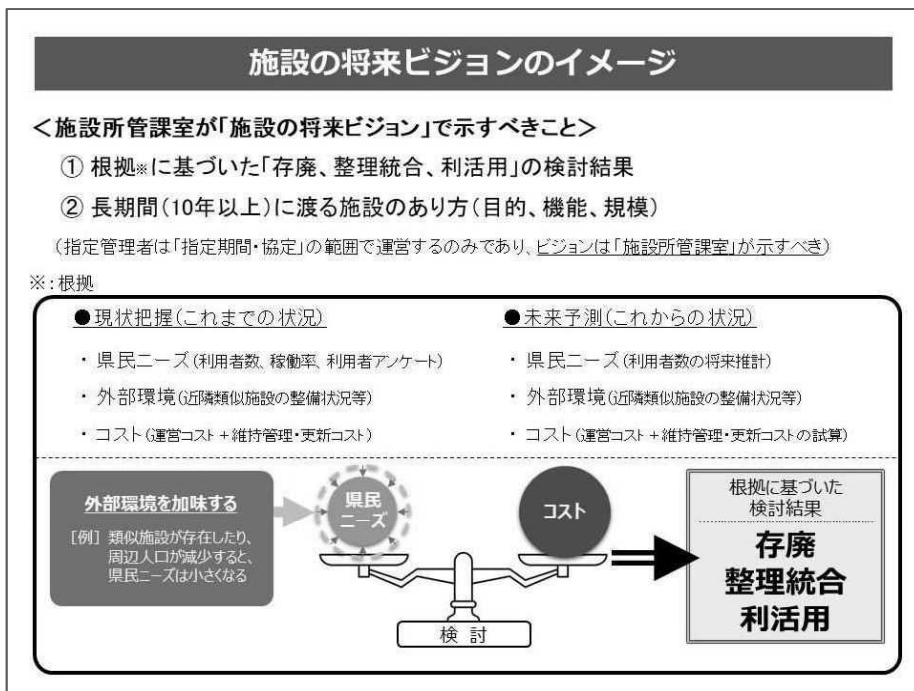 施設の将来ビジョンのイメージ
＜施設所管課室が「施設の将来ビジョン」で示すべきこと＞
① 根拠※に基づいた「存廃、整理統合、利活用」の検討結果
② 長期間（10年以上）に渡る施設のあり方（目的、機能、規模）
（指定管理者は「指定期間・協定」の範囲で運営するのみであり、ビジョンは「施設所管課室」が示すべき）
※：根拠
●現状把握（これまでの状況）
・県民ニーズ（利用者数、稼働率、利用者アンケート）
・外部環境（近隣類似施設の整備状況等）
・コスト（運営コスト＋維持管理・更新コスト）
●未来予測（これからの状況）
・県民ニーズ（利用者数の将来推計）
・外部環境（近隣類似施設の整備状況等）
・コスト（運営コスト＋維持管理・更新コストの試算）
外部環境を加味する
［例］類似施設が存在したり、
周辺人口が減少すると、
県民ニーズは小さくなる
県民
ニーズ
コスト
検 討
根拠に基づいた
検討結果
存廃
整理統合
利活用